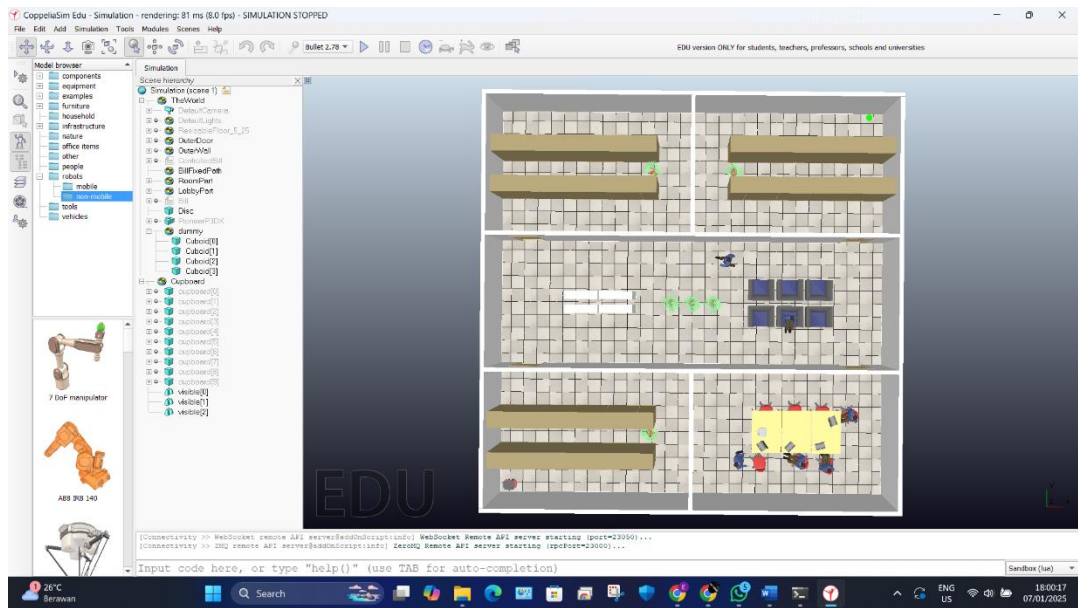 CoppeliaSim Edu - Simulation - rendering: 81 ms (8.0 fps) - SIMULATION STOPPED
File Edit Add Simulation Tools Modules Scenes Help
Bullet 2.78
EDU version ONLY for students, teachers, professors, schools and universities
Model browser
components
equipment
examples
furniture
household
infrastructure
nature
office items
other
people
robots
mobile
non-mobile
tools
vehicles
7 DoF manipulator
ABB IRB 140
Simulation
Scene hierarchy
Simulation (scene 1)
TheWorld
DefaultCamera
DefaultLights
ResizableFloor_5_25
OuterDoor
OuterWall
ControlledBill
BillFixedPath
RoomPart
LobbyPart
Bill
Disc
PioneerP3DX
dummy
Cuboid[0]
Cuboid[1]
Cuboid[2]
Cuboid[3]
Cupboard
cupboard[0]
cupboard[1]
cupboard[2]
cupboard[3]
cupboard[4]
cupboard[5]
cupboard[6]
cupboard[7]
cupboard[8]
cupboard[9]
visible[0]
visible[1]
visible[2]
EDU
[Connectivity >> WebSocket remote API server@addOnScript:info] WebSocket Remote API server starting (port=23050)...
[Connectivity >> ZMQ remote API server@addOnScript:info] ZeroMQ Remote API server starting (rpcPort=23000)...
Input code here, or type "help()" (use TAB for auto-completion)
Sandbox (lua)
1
26°C
Berawan
Search
ENG
US
18:00:17
07/01/2025